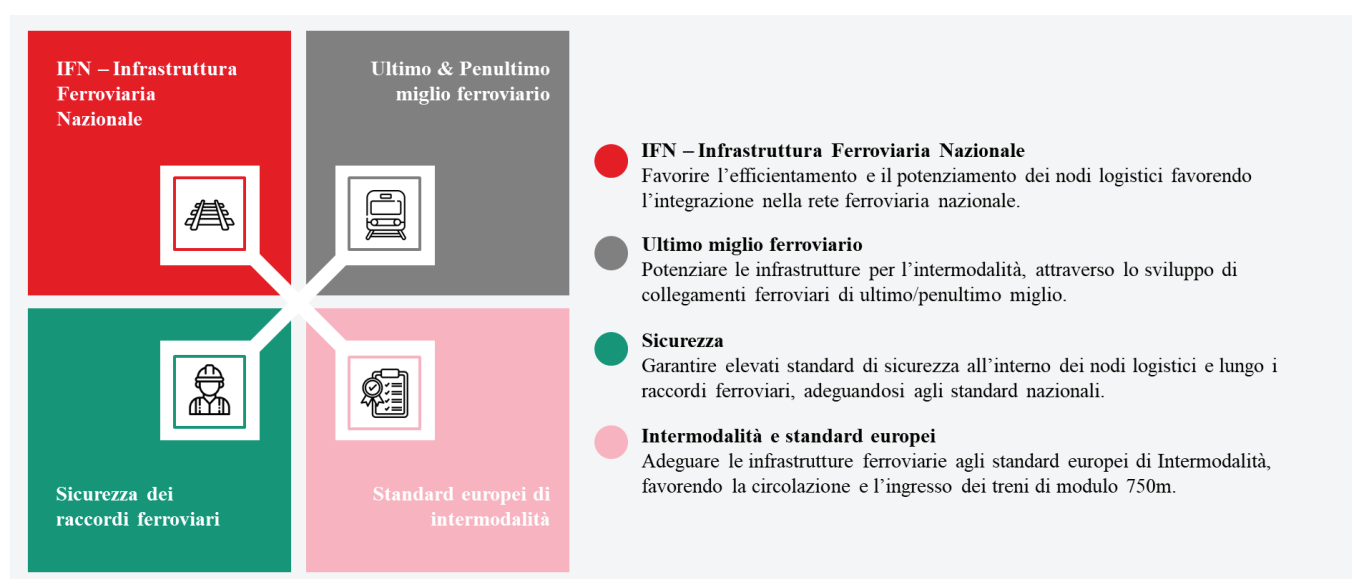 IFN – Infrastruttura
Ferroviaria
Nazionale
Ultimo & Penultimo
miglio ferroviario
Sicurezza dei
raccordi ferroviari
Standard europei di
intermodalità
IFN – Infrastruttura Ferroviaria Nazionale
Favorire l’efficientamento e il potenziamento dei nodi logistici favorendo
l’integrazione nella rete ferroviaria nazionale.
Ultimo miglio ferroviario
Potenziare le infrastrutture per l’intermodalità, attraverso lo sviluppo di
collegamenti ferroviari di ultimo/penultimo miglio.
Sicurezza
Garantire elevati standard di sicurezza all’interno dei nodi logistici e lungo i
raccordi ferroviari, adeguandosi agli standard nazionali.
Intermodalità e standard europei
Adeguare le infrastrutture ferroviarie agli standard europei di Intermodalità,
favorendo la circolazione e l’ingresso dei treni di modulo 750m.